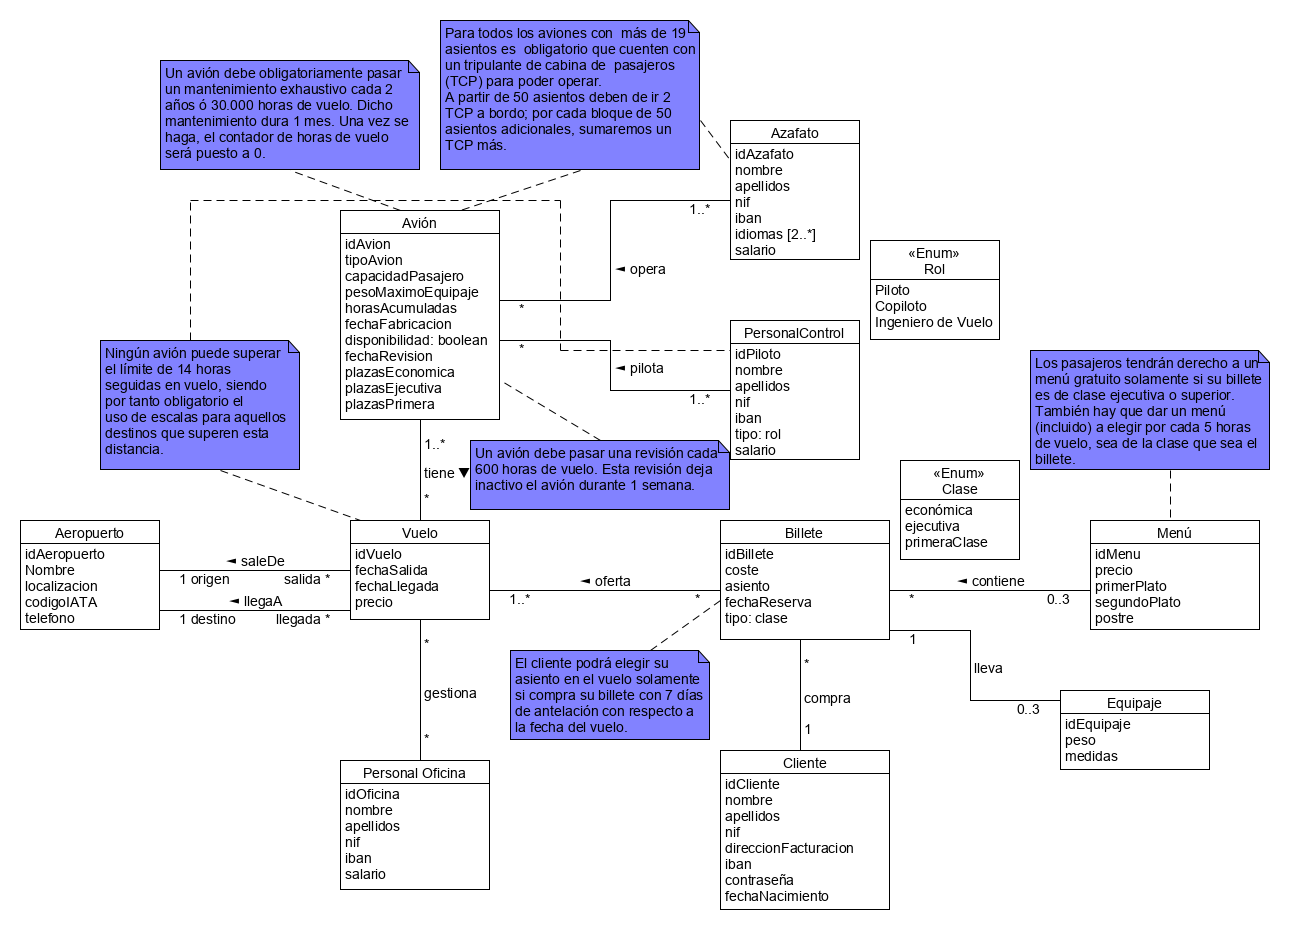 Para todos los aviones con  más de 19
asientos es  obligatorio que cuenten con
un tripulante de cabina de  pasajeros
(TCP) para poder operar.
A partir de 50 asientos deben de ir 2
TCP a bordo; por cada bloque de 50
asientos adicionales, sumaremos un
TCP más.
Un avión debe obligatoriamente pasar
un mantenimiento exhaustivo cada 2
años ó 30.000 horas de vuelo. Dicho
mantenimiento dura 1 mes. Una vez se
haga, el contador de horas de vuelo
será puesto a 0.
Azafato
idAzafato
nombre
apellidos
nif
iban
idiomas [2..*]
salario
1..*
◄ opera
*
Avión
idAvion
tipoAvion
capacidadPasajero
pesoMaximoEquipaje
horasAcumuladas
fechaFabricacion
disponibilidad: boolean
fechaRevision
plazasEconomica
plazasEjecutiva
plazasPrimera
«Enum»
Rol
Piloto
Copiloto
Ingeniero de Vuelo
*
◄ pilota
1..*
PersonalControl
idPiloto
nombre
apellidos
nif
iban
tipo: rol
salario
Ningún avión puede superar
el límite de 14 horas
seguidas en vuelo, siendo
por tanto obligatorio el
uso de escalas para aquellos
destinos que superen esta
distancia.
Los pasajeros tendrán derecho a un
menú gratuito solamente si su billete
es de clase ejecutiva o superior.
También hay que dar un menú
(incluido) a elegir por cada 5 horas
de vuelo, sea de la clase que sea el
billete.
1..*
tiene ▼
*
Un avión debe pasar una revisión cada
600 horas de vuelo. Esta revisión deja
inactivo el avión durante 1 semana.
«Enum»
Clase
económica
ejecutiva
primeraClase
Aeropuerto
idAeropuerto
Nombre
localizacion
codigoIATA
telefono
◄ saleDe
1 origen
salida *
◄ llegaA
1 destino
llegada *
Vuelo
idVuelo
fechaSalida
fechaLlegada
precio
◄ oferta
1..*
*
Billete
idBillete
coste
asiento
fechaReserva
tipo: clase
◄ contiene
*
0..3
Menú
idMenu
precio
primerPlato
segundoPlato
postre
1
lleva
0..3
Equipaje
idEquipaje
peso
medidas
El cliente podrá elegir su
asiento en el vuelo solamente
si compra su billete con 7 días
de antelación con respecto a
la fecha del vuelo.
*
gestiona
*
*
compra
1
Personal Oficina
idOficina
nombre
apellidos
nif
iban
salario
Cliente
idCliente
nombre
apellidos
nif
direccionFacturacion
iban
contraseña
fechaNacimiento